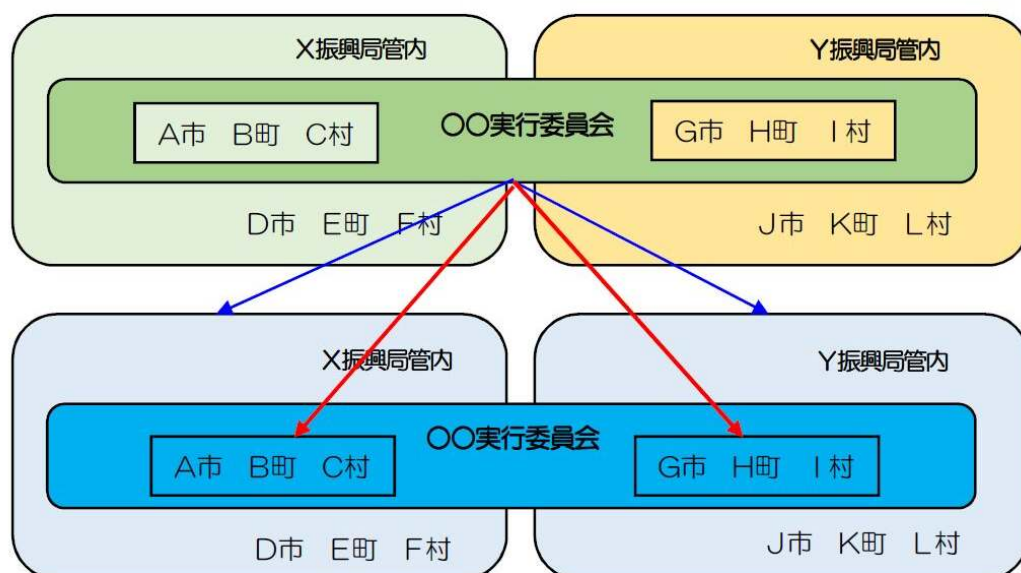 X振興局管内
Y振興局管内
〇〇実行委員会
A市 B町 C村
G市 H町 I村
D市 E町 F村
J市 K町 L村
X振興局管内
Y振興局管内
〇〇実行委員会
A市 B町 C村
G市 H町 I村
D市 E町 F村
J市 K町 L村